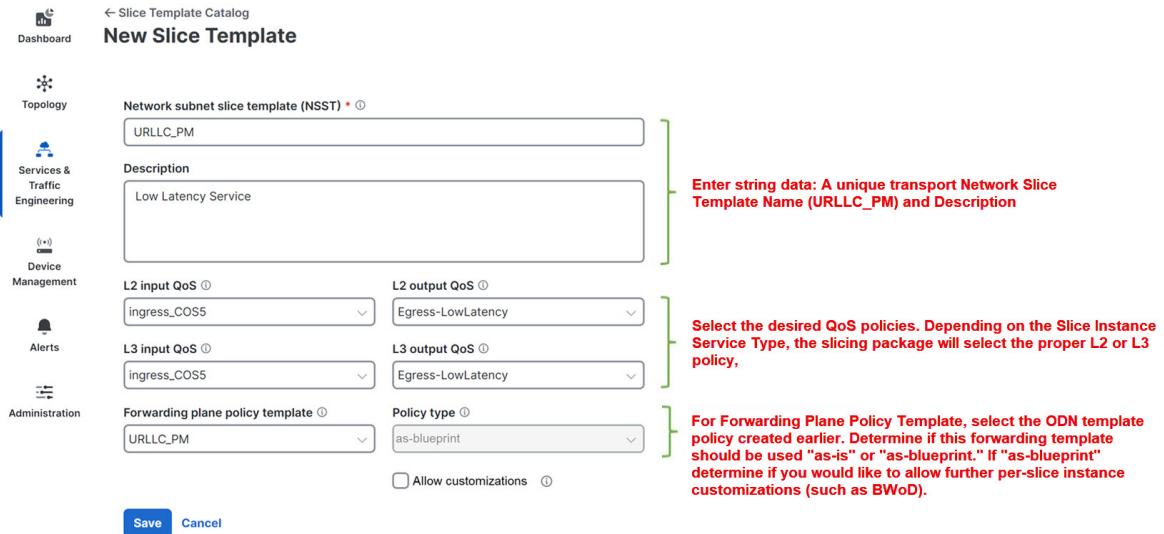 ← Slice Template Catalog
New Slice Template
Dashboard
Topology
Services &
Traffic
Engineering
Device
Management
Alerts
Administration
Network subnet slice template (NSST) *
URLLC_PM
Description
Low Latency Service
Enter string data: A unique transport Network Slice
Template Name (URLLC_PM) and Description
L2 input QoS
L2 output QoS
ingress_COS5
Egress-LowLatency
L3 input QoS
L3 output QoS
ingress_COS5
Egress-LowLatency
Select the desired QoS policies. Depending on the Slice Instance
Service Type, the slicing package will select the proper L2 or L3
policy,
Forwarding plane policy template
Policy type
URLLC_PM
as-blueprint
Allow customizations
For Forwarding Plane Policy Template, select the ODN template
policy created earlier. Determine if this forwarding template
should be used "as-is" or "as-blueprint." If "as-blueprint"
determine if you would like to allow further per-slice instance
customizations (such as BWoD).
Save
Cancel